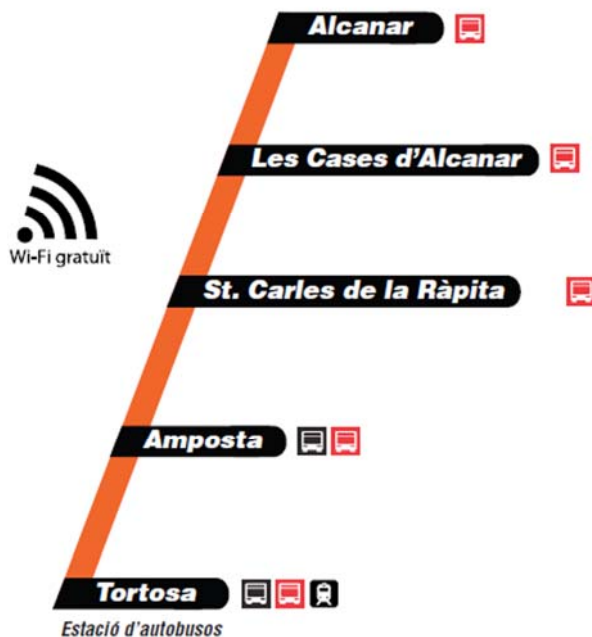 Alcanar
Les Cases d'Alcanar
Wi-Fi gratuït
St. Carles de la Ràpita
Amposta
Tortosa
Estació d'autobusos